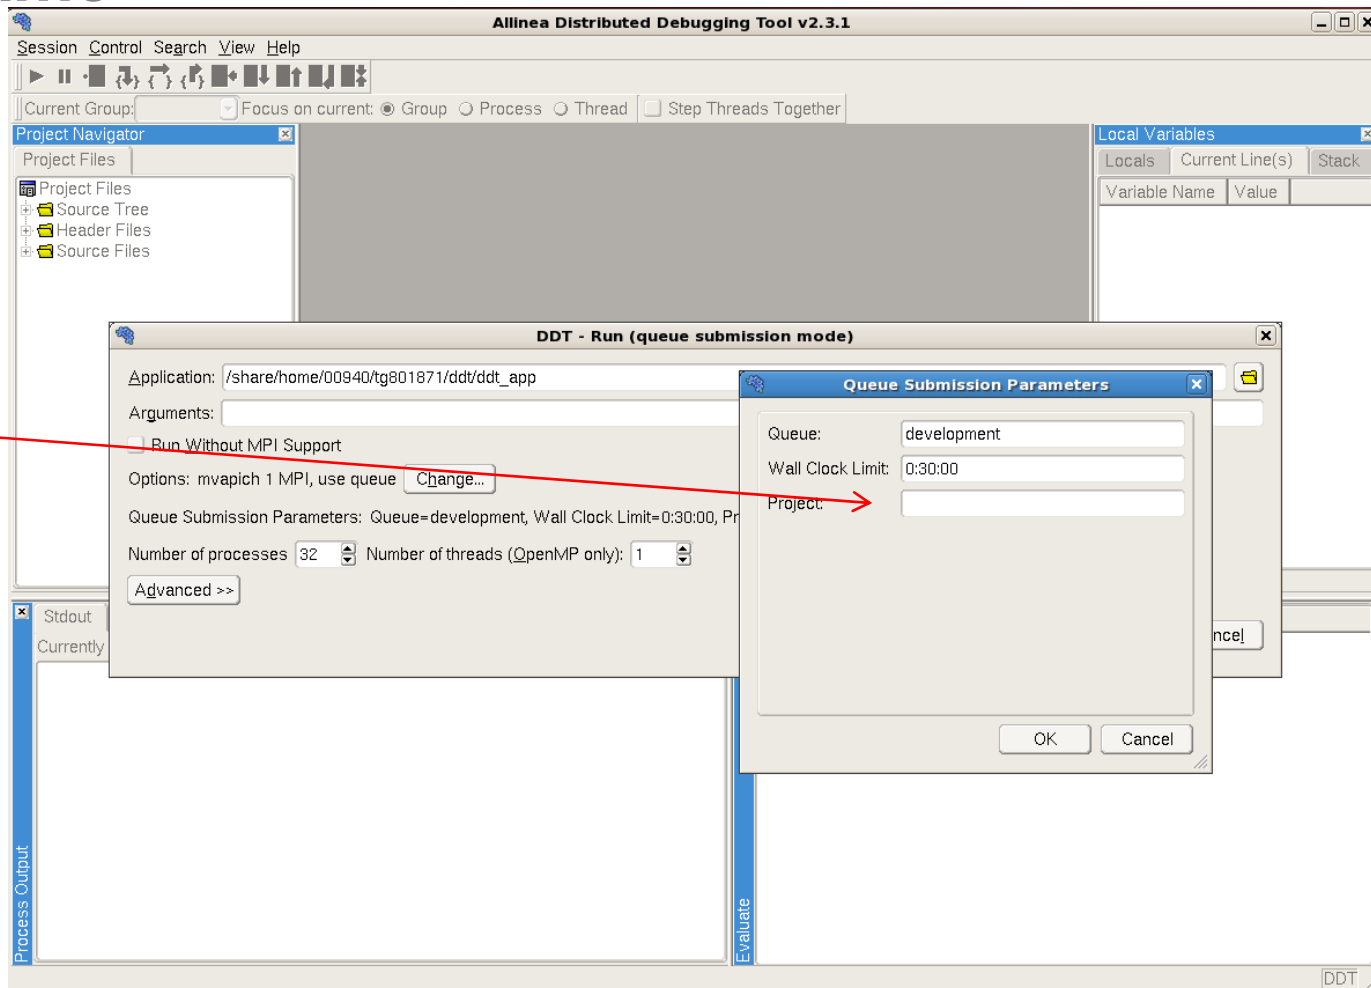 Allinea Distributed Debugging Tool v2.3.1
Session Control Search View Help
Current Group: Focus on current: Group Process Thread Step Threads Together
Project Navigator
Project Files
Project Files
Source Tree
Header Files
Source Files
Local Variables
Locals Current Line(s) Stack
Variable Name Value
DDT - Run (queue submission mode)
Application: /share/home/00940/tg801871/ddt/ddt_app
Arguments:
Run Without MPI Support
Options: mvapich 1 MPI, use queue Change...
Queue Submission Parameters: Queue=development, Wall Clock Limit=0:30:00, Pr
Number of processes 32 Number of threads (OpenMP only): 1
Advanced >>
Queue Submission Parameters
Queue: development
Wall Clock Limit: 0:30:00
Project:
OK Cancel
ncel
Stdout
Currently
Process Output
Evaluate
DDT